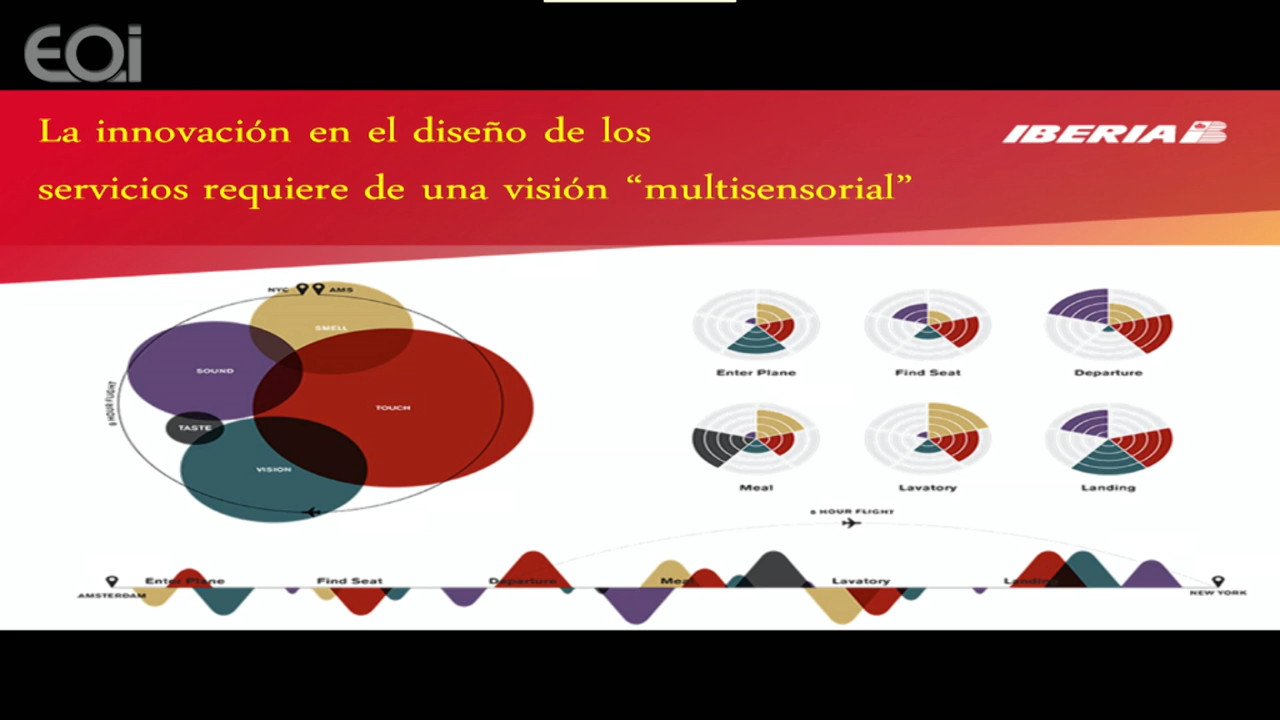 EOi
La innovación en el diseño de los
servicios requiere de una visión “multisensorial”
IBERIA
NYC AMS
SMELL
SOUND
TOUCH
TASTE
VISION
8 HOUR FLIGHT
Enter Plane
Find Seat
Departure
Meal
Lavatory
Landing
8 HOUR FLIGHT
Enter Plane Find Seat Departure Meal Lavatory Landing
AMSTERDAM
NEW YORK